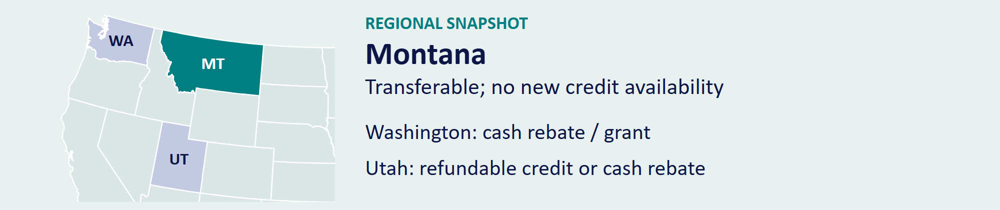 WA
MT
UT
REGIONAL SNAPSHOT
Montana
Transferable; no new credit availability
Washington: cash rebate / grant
Utah: refundable credit or cash rebate